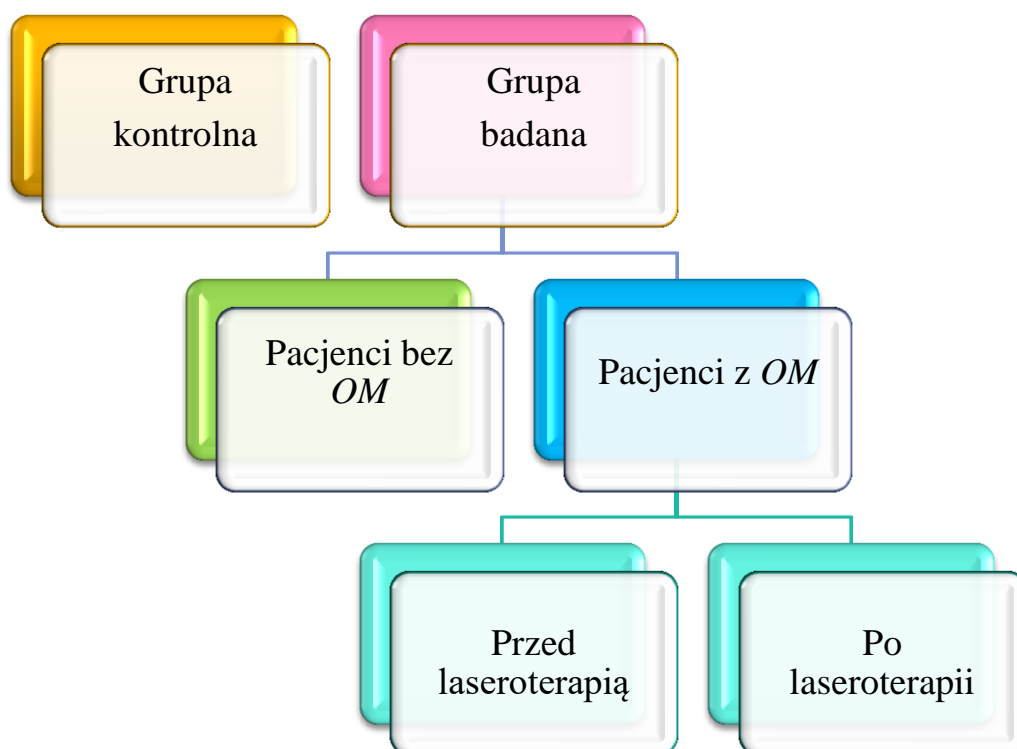 Grupa
kontrolna
Grupa
badana
Pacjenci bez
OM
Pacjenci z OM
Przed
laseroterapią
Po
laseroterapii